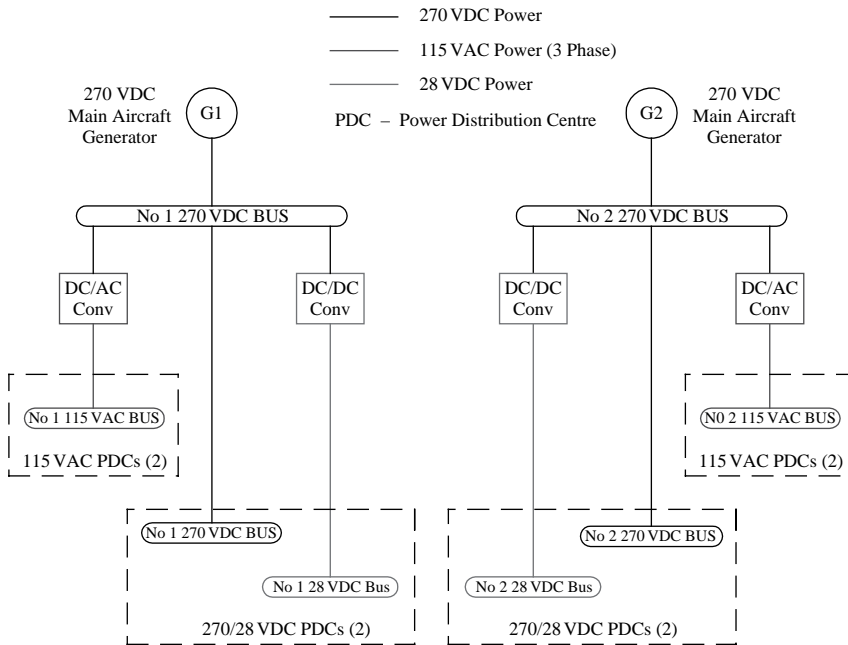 270 VDC Power
115 VAC Power (3 Phase)
28 VDC Power
PDC – Power Distribution Centre
270 VDC
Main Aircraft
Generator
G1
G2
270 VDC
Main Aircraft
Generator
No 1 270 VDC BUS
No 2 270 VDC BUS
DC/AC
Conv
DC/DC
Conv
DC/DC
Conv
DC/AC
Conv
No 1 115 VAC BUS
115 VAC PDCs (2)
N0 2 115 VAC BUS
115 VAC PDCs (2)
No 1 270 VDC BUS
No 1 28 VDC Bus
270/28 VDC PDCs (2)
No 2 270 VDC BUS
No 2 28 VDC Bus
270/28 VDC PDCs (2)